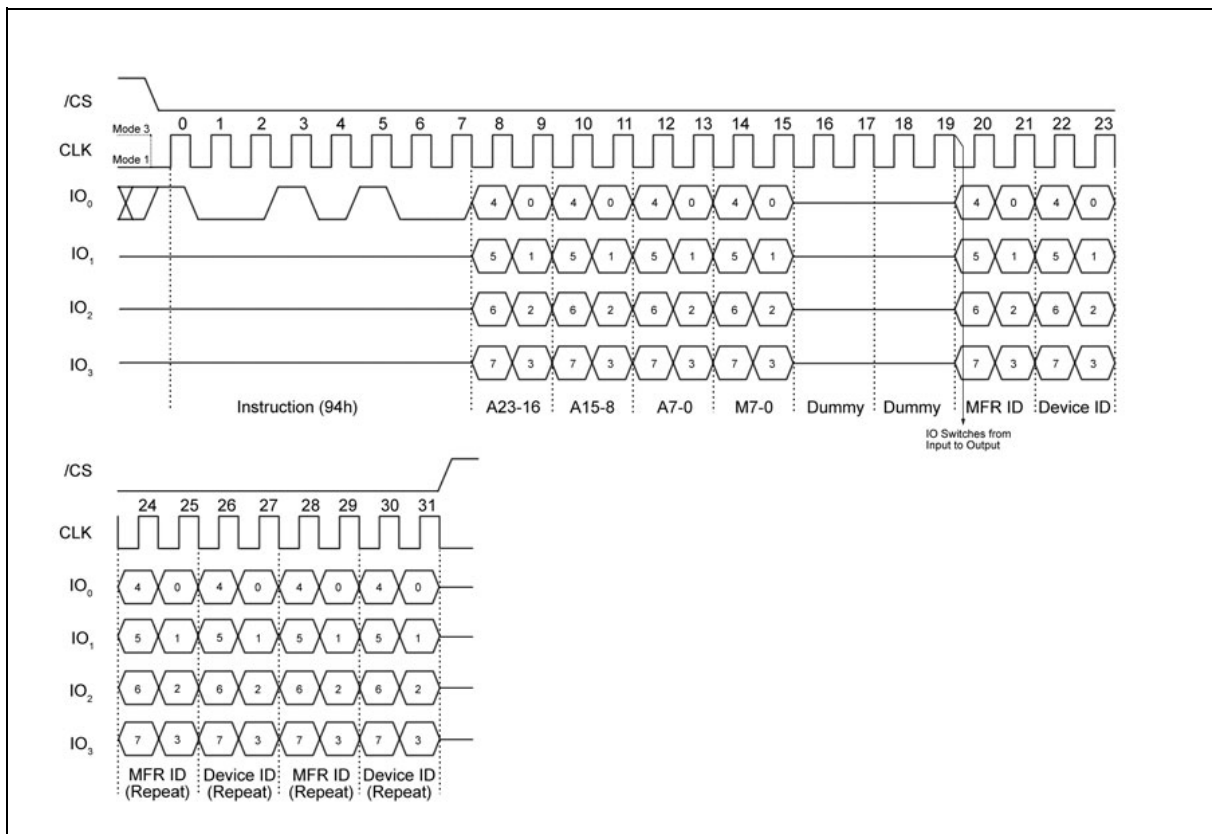 /CS
Mode 3
CLK
Mode 1
0 1 2 3 4 5 6 7 8 9 10 11 12 13 14 15 16 17 18 19 20 21 22 23
IO0 4 0 4 0 4 0 4 0 4 0 4 0
IO1 5 1 5 1 5 1 5 1 5 1 5 1
IO2 6 2 6 2 6 2 6 2 6 2 6 2
IO3 7 3 7 3 7 3 7 3 7 3 7 3
Instruction (94h) A23-16 A15-8 A7-0 M7-0 Dummy Dummy MFR ID Device ID
IO Switches from
Input to Output
/CS
24 25 26 27 28 29 30 31
CLK
IO0 4 0 4 0 4 0 4 0
IO1 5 1 5 1 5 1 5 1
IO2 6 2 6 2 6 2 6 2
IO3 7 3 7 3 7 3 7 3
MFR ID Device ID MFR ID Device ID
(Repeat) (Repeat) (Repeat) (Repeat)